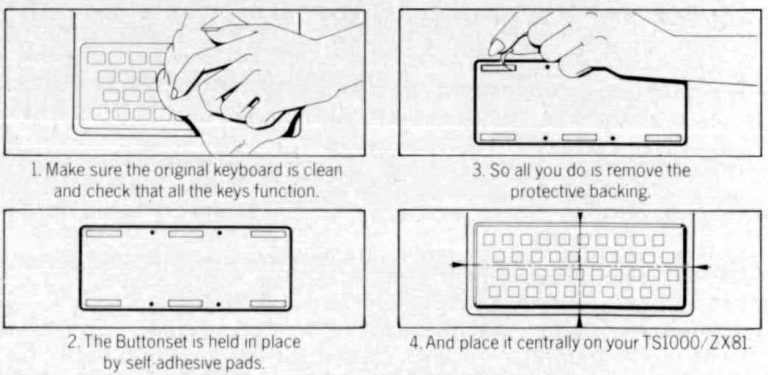 1. Make sure the original keyboard is clean
and check that all the keys function.
2. The Buttonset is held in place
by self-adhesive pads.
3. So all you do is remove the
protective backing.
4. And place it centrally on your TS1000/ZX81.